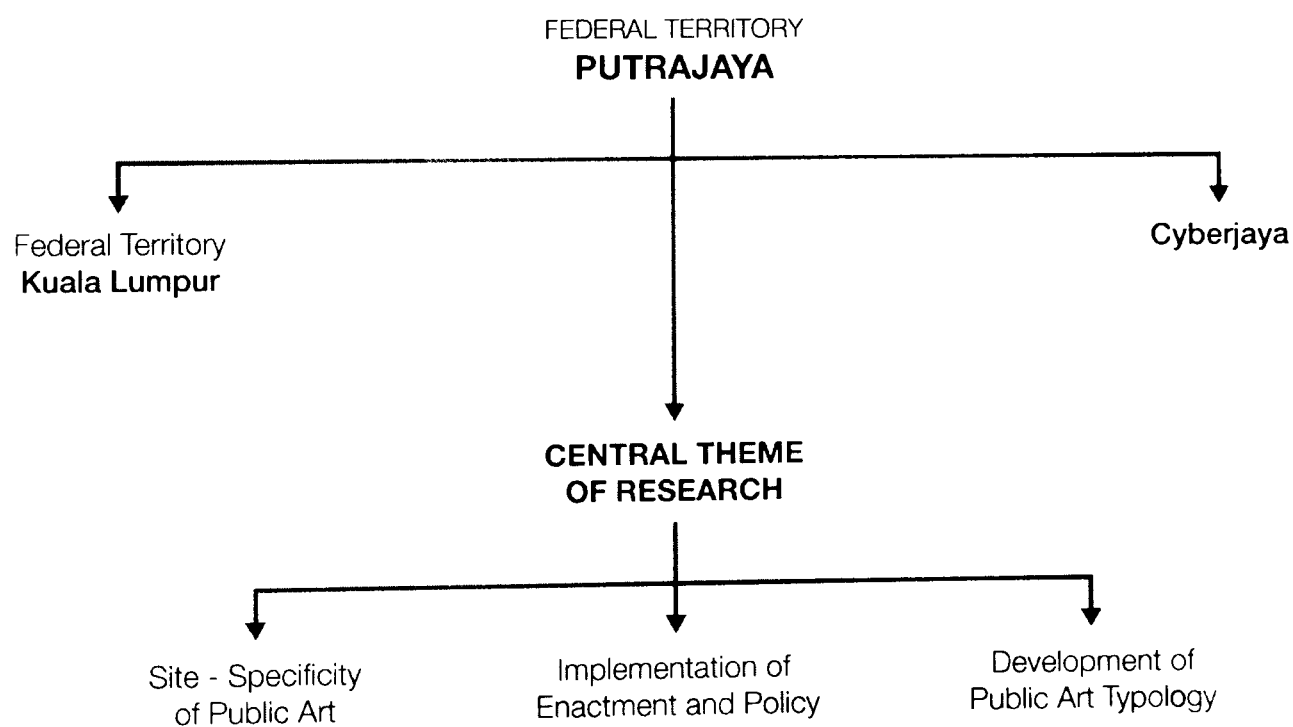 FEDERAL TERRITORY
PUTRAJAYA
Federal Territory
Kuala Lumpur
Cyberjaya
CENTRAL THEME
OF RESEARCH
Site - Specificity
of Public Art
Implementation of
Enactment and Policy
Development of
Public Art Typology